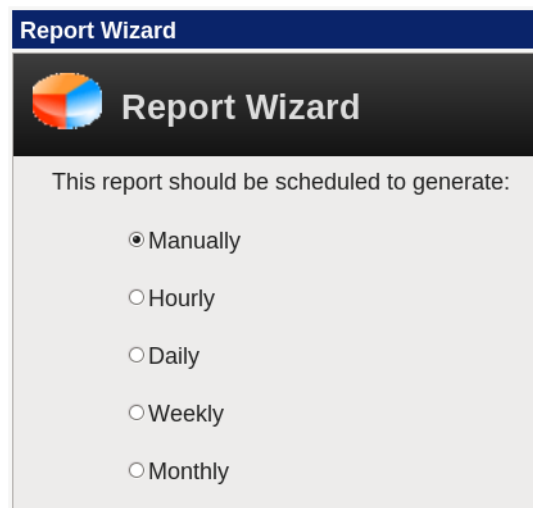 Report Wizard
Report Wizard
This report should be scheduled to generate:
Manually
Hourly
Daily
Weekly
Monthly